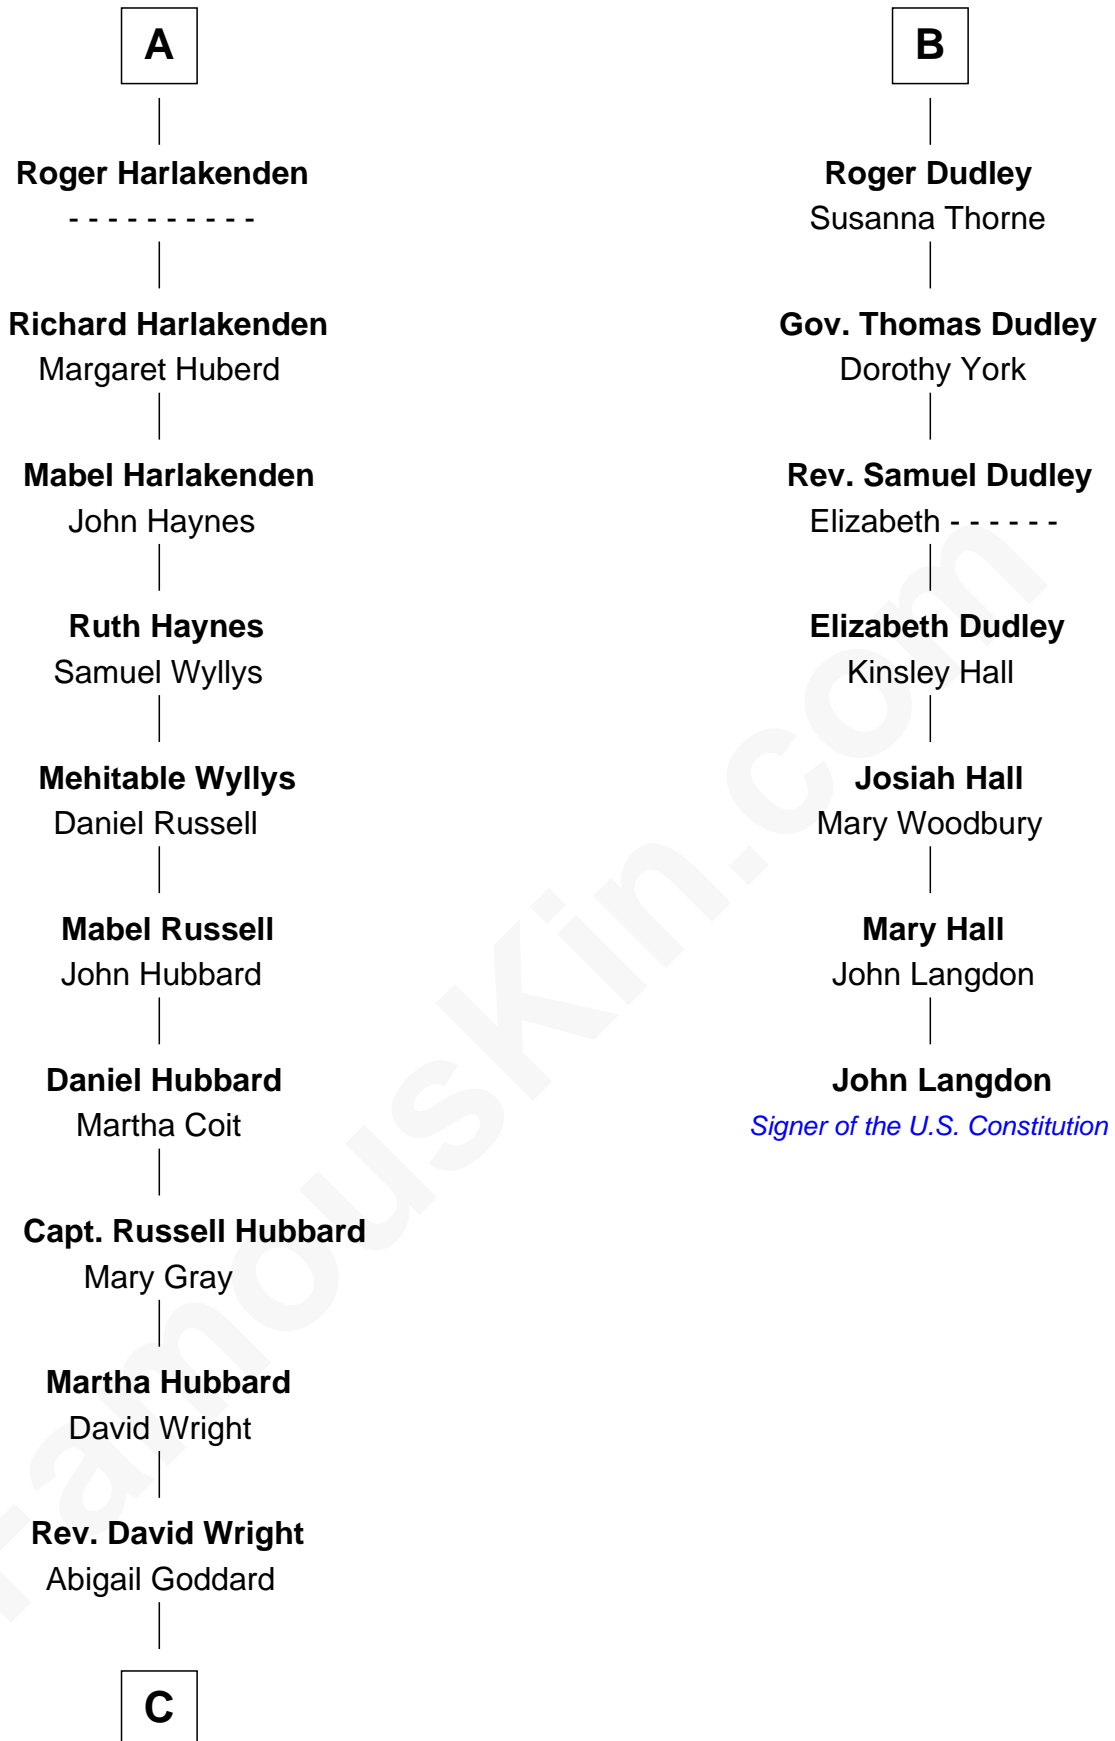 A
Roger Harlakenden
- - - - - - - - - -
Richard Harlakenden
Margaret Huberd
Mabel Harlakenden
John Haynes
Ruth Haynes
Samuel Wyllys
Mehitable Wyllys
Daniel Russell
Mabel Russell
John Hubbard
Daniel Hubbard
Martha Coit
Capt. Russell Hubbard
Mary Gray
Martha Hubbard
David Wright
Rev. David Wright
Abigail Goddard
C
B
Roger Dudley
Susanna Thorne
Gov. Thomas Dudley
Dorothy York
Rev. Samuel Dudley
Elizabeth - - - - - -
Elizabeth Dudley
Kinsley Hall
Josiah Hall
Mary Woodbury
Mary Hall
John Langdon
John Langdon
Signer of the U.S. Constitution
FamousKin.com